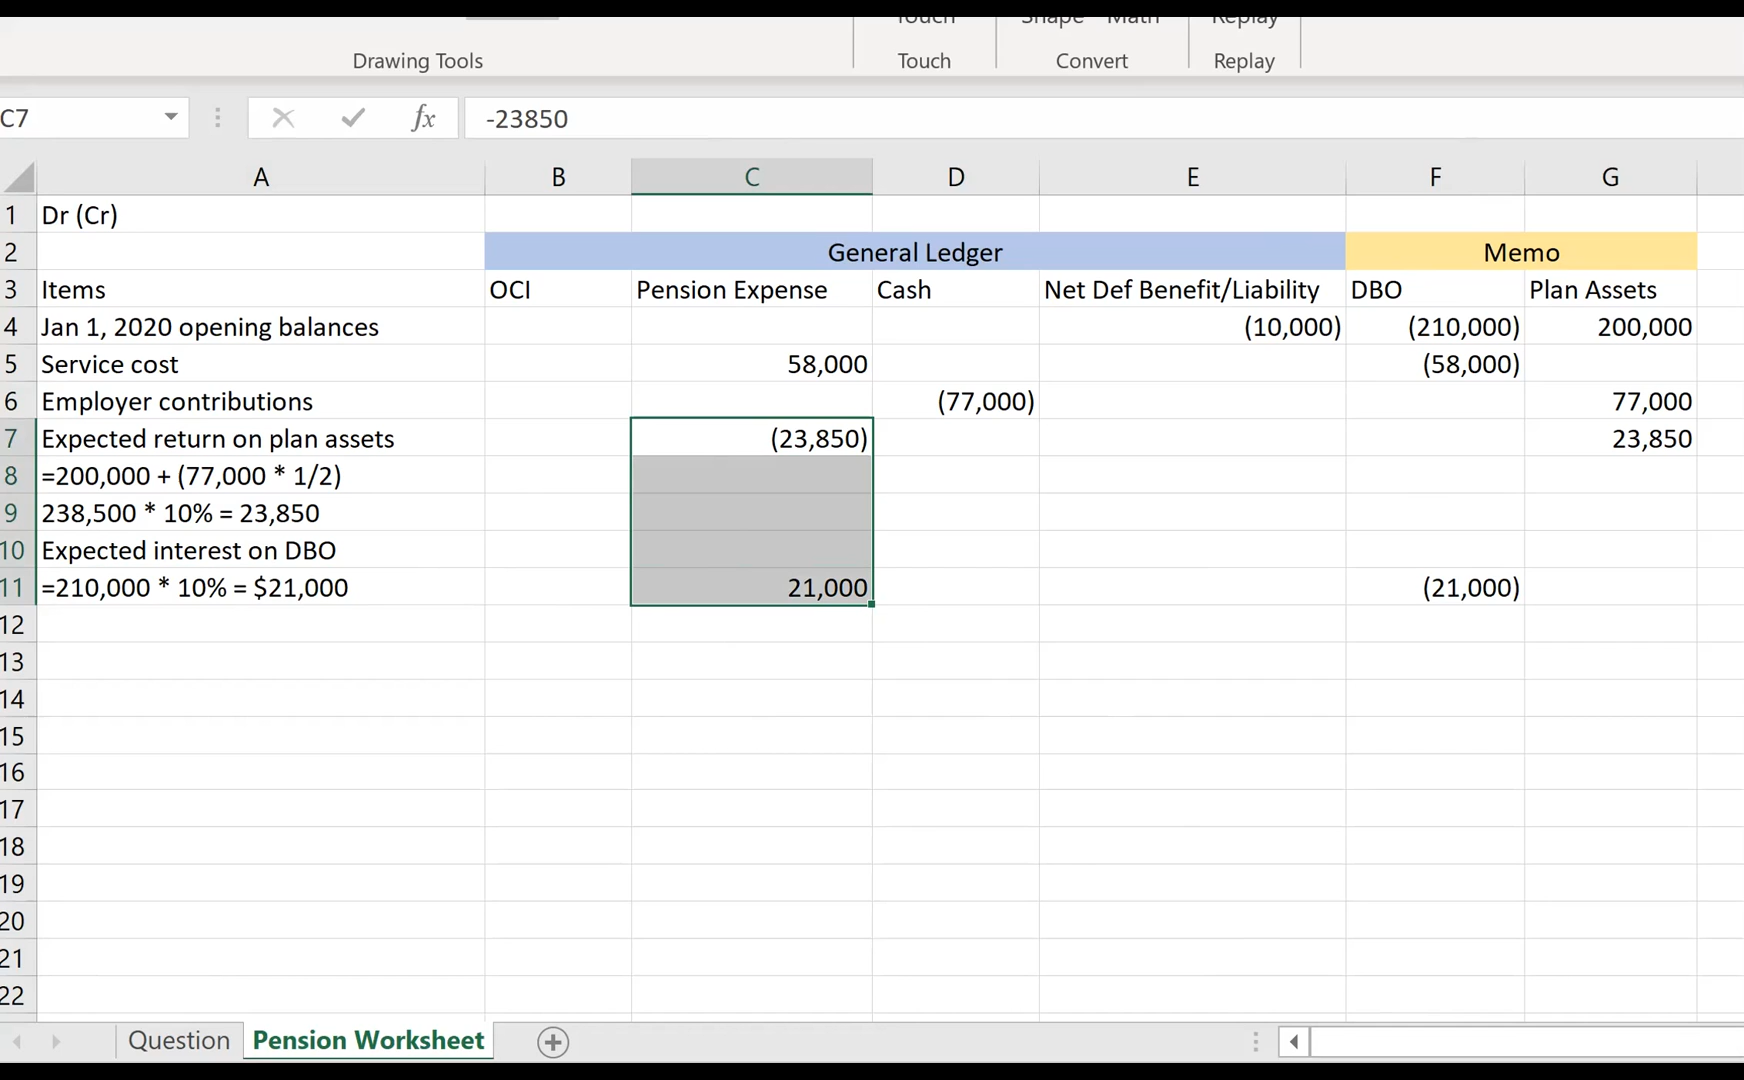 Touch Shape Math Replay
Drawing Tools Touch Convert Replay
C7 fx -23850
A B C D E F G
1 Dr (Cr)
2 General Ledger Memo
3 Items OCI Pension Expense Cash Net Def Benefit/Liability DBO Plan Assets
4 Jan 1, 2020 opening balances (10,000) (210,000) 200,000
5 Service cost 58,000 (58,000)
6 Employer contributions (77,000) 77,000
7 Expected return on plan assets (23,850) 23,850
8 =200,000 + (77,000 * 1/2)
9 238,500 * 10% = 23,850
10 Expected interest on DBO
11 =210,000 * 10% = $21,000 21,000 (21,000)
12
13
14
15
16
17
18
19
20
21
22
Question Pension Worksheet